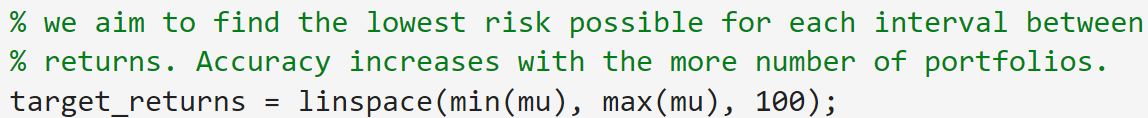 % we aim to find the lowest risk possible for each interval between
% returns. Accuracy increases with the more number of portfolios.
target_returns = linspace(min(mu), max(mu), 100);